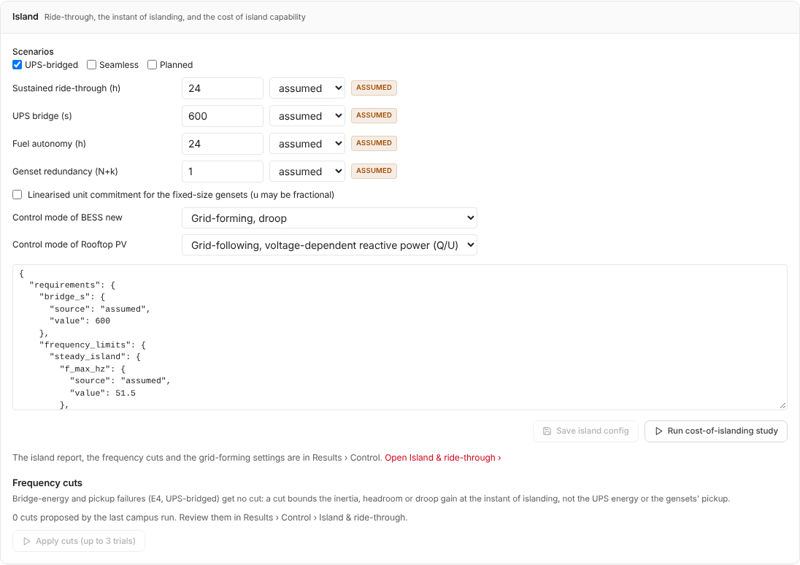 Island Ride-through, the instant of islanding, and the cost of island capability
Scenarios
UPS-bridged Seamless Planned
Sustained ride-through (h) 24 assumed ASSUMED
UPS bridge (s) 600 assumed ASSUMED
Fuel autonomy (h) 24 assumed ASSUMED
Genset redundancy (N+k) 1 assumed ASSUMED
Linearised unit commitment for the fixed-size gensets (u may be fractional)
Control mode of BESS new Grid-forming, droop
Control mode of Rooftop PV Grid-following, voltage-dependent reactive power (Q/U)
{
"requirements": {
"bridge_s": {
"source": "assumed",
"value": 600
},
"frequency_limits": {
"steady_island": {
"f_max_hz": {
"source": "assumed",
"value": 51.5
},
Save island config Run cost-of-islanding study
The island report, the frequency cuts and the grid-forming settings are in Results › Control. Open Island & ride-through ›
Frequency cuts
Bridge-energy and pickup failures (E4, UPS-bridged) get no cut: a cut bounds the inertia, headroom or droop gain at the instant of islanding, not the UPS energy or the gensets' pickup.
0 cuts proposed by the last campus run. Review them in Results › Control › Island & ride-through.
Apply cuts (up to 3 trials)